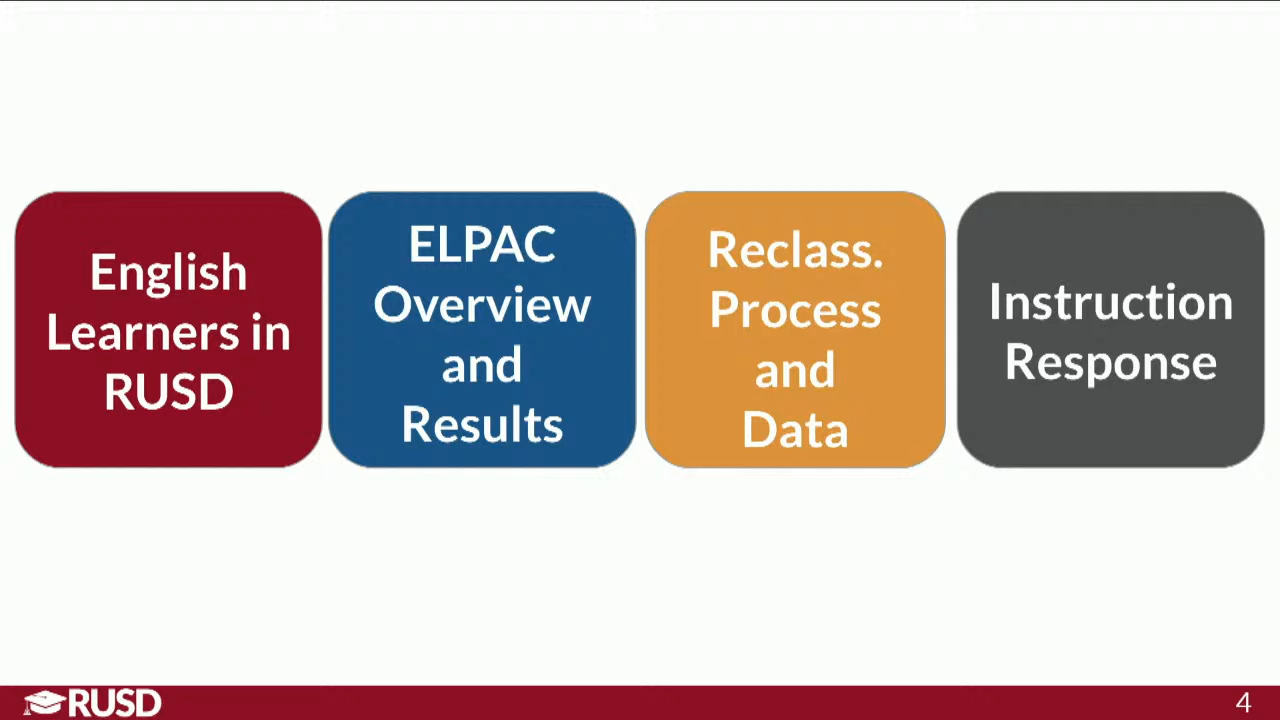 English
Learners in
RUSD
ELPAC
Overview
and
Results
Reclass.
Process
and
Data
Instruction
Response
RUSD
4